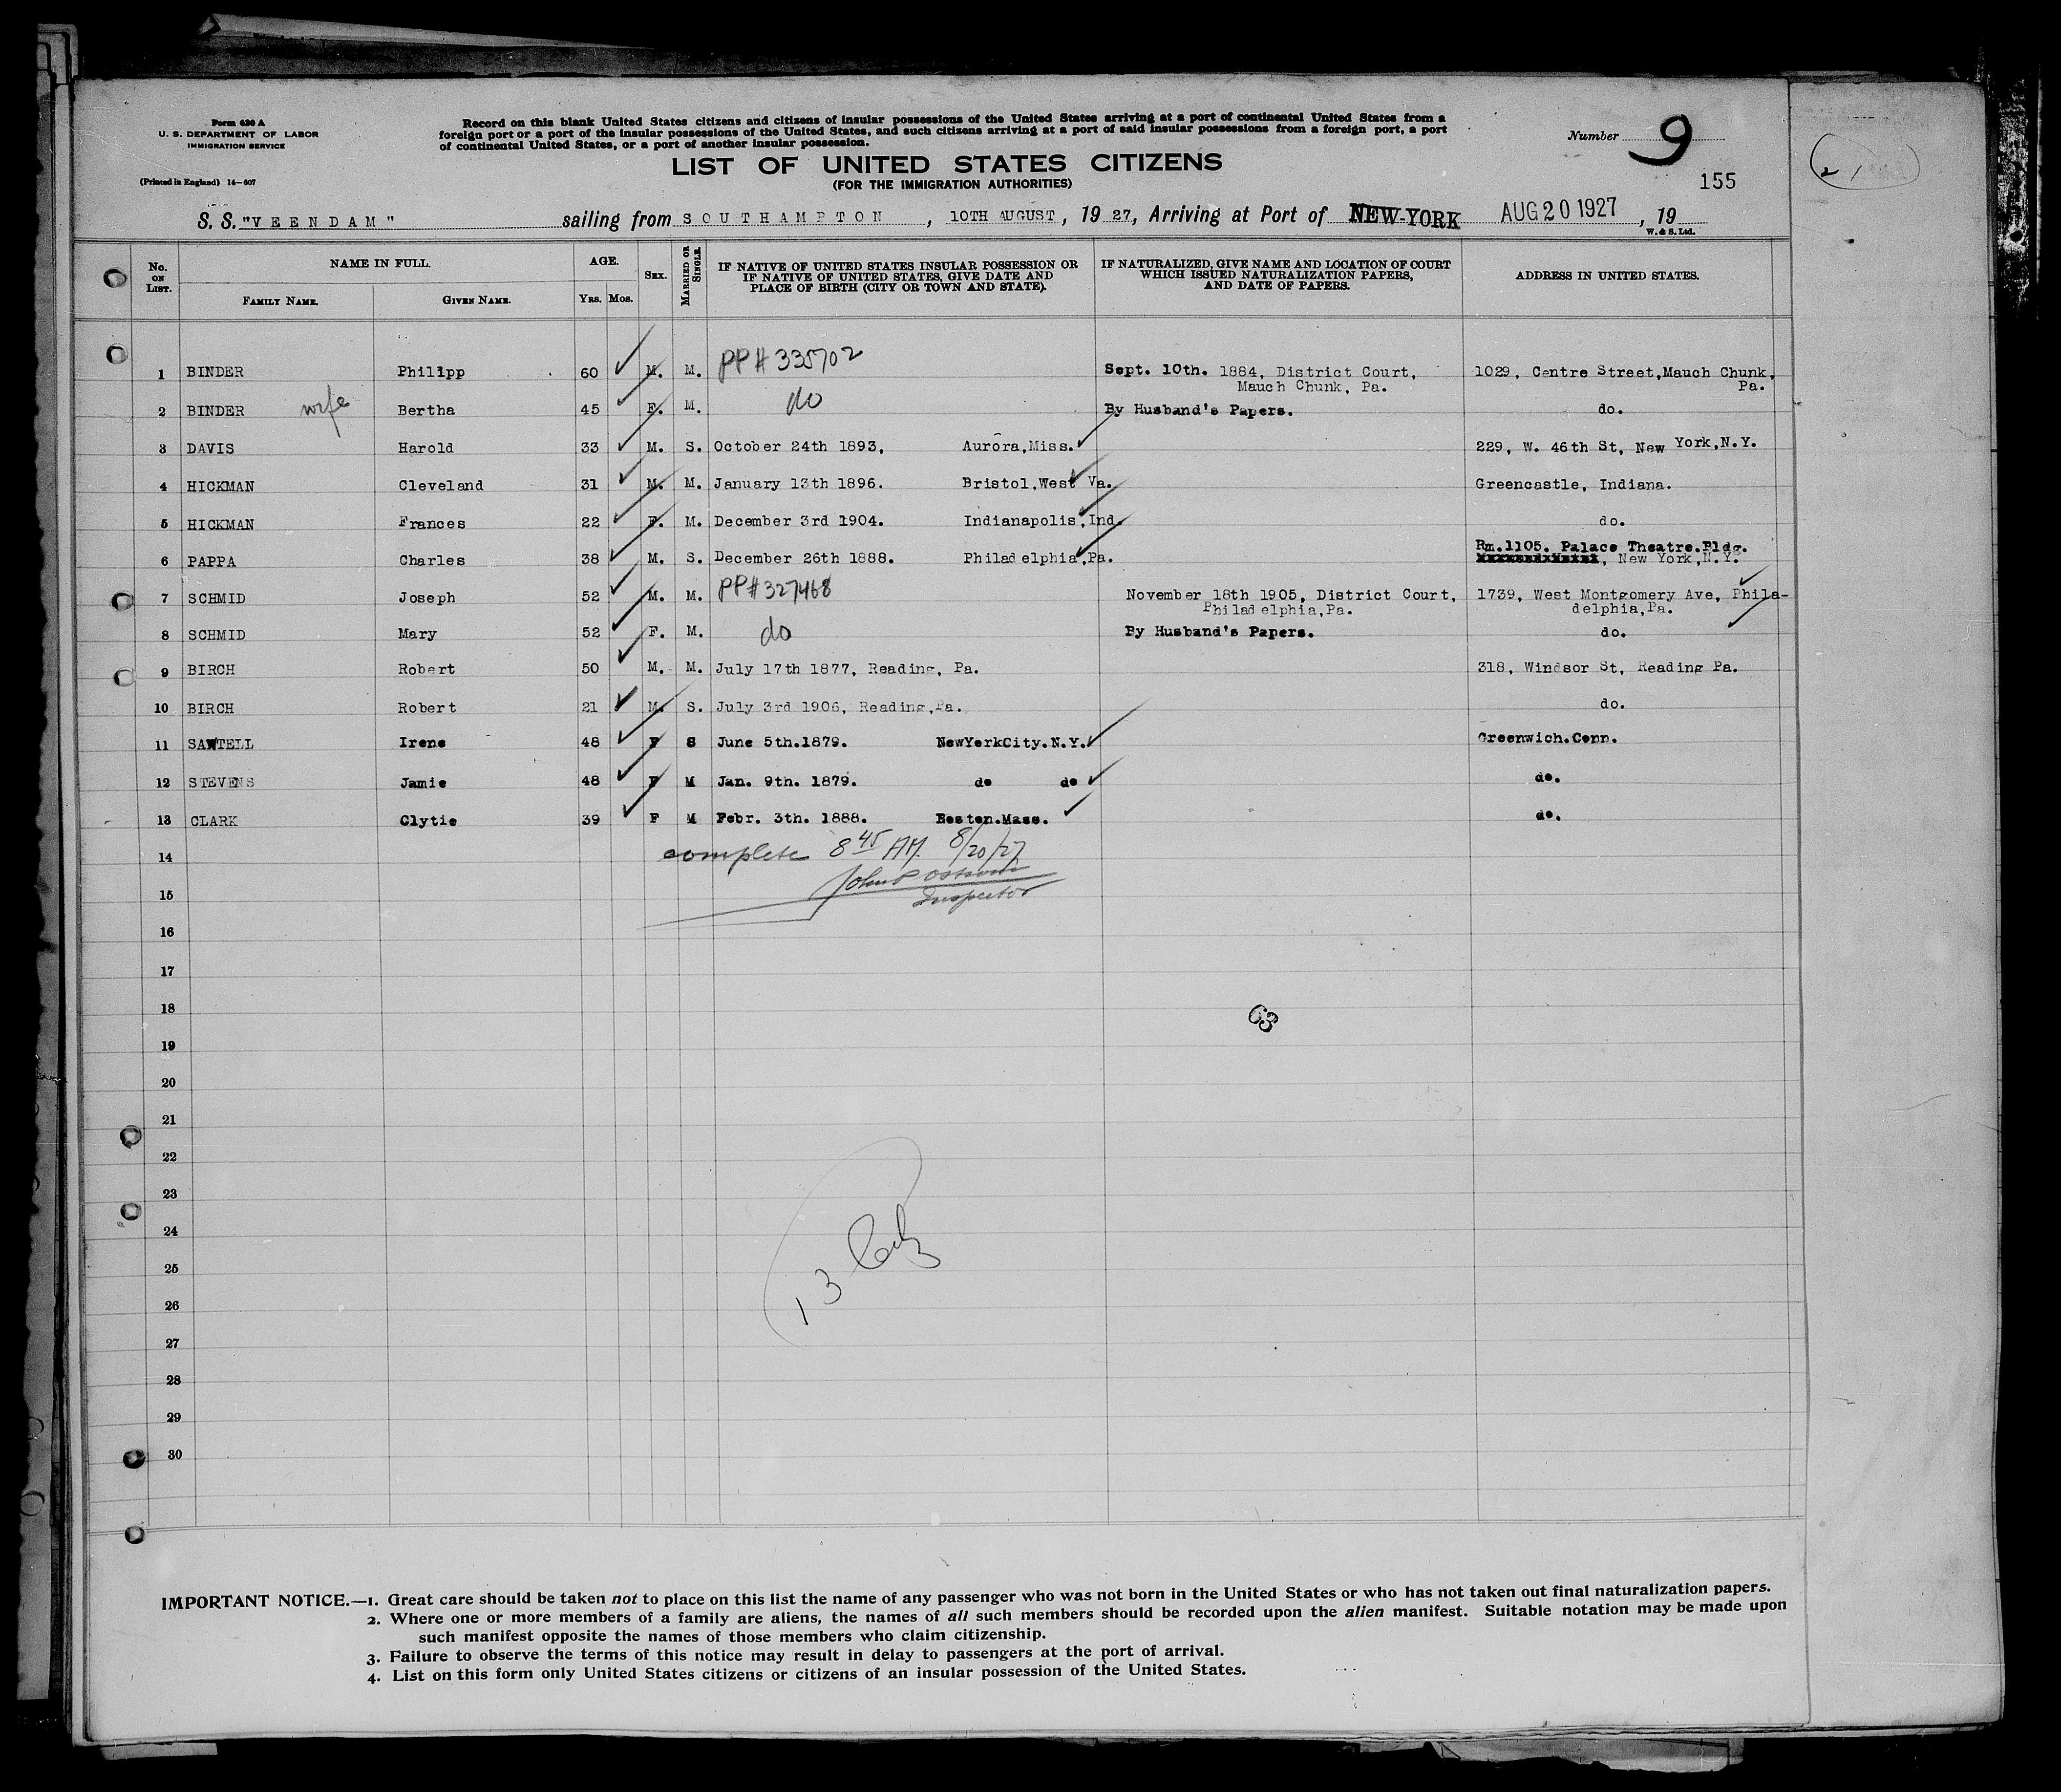 Form 630 A
U. S. DEPARTMENT OF LABOR
IMMIGRATION SERVICE
(Printed in England) 14—607
Record on this blank United States citizens and citizens of insular possessions of the United States arriving at a port of continental United States from a
foreign port or a port of the insular possessions of the United States, and such citizens arriving at a port of said insular possessions from a foreign port, a port
of continental United States, or a port of another insular possession.
Number 9
LIST OF UNITED STATES CITIZENS
(FOR THE IMMIGRATION AUTHORITIES)
155
S. S. "VEENDAM" sailing from SOUTHAMPTON, 10TH AUGUST, 1927, Arriving at Port of NEW-YORK AUG 20 1927, 19
W. & S. Ltd.
No. ON LIST. NAME IN FULL. AGE. SEX. MARRIED OR SINGLE. IF NATIVE OF UNITED STATES INSULAR POSSESSION OR IF NATIVE OF UNITED STATES, GIVE DATE AND PLACE OF BIRTH (CITY OR TOWN AND STATE). IF NATURALIZED, GIVE NAME AND LOCATION OF COURT WHICH ISSUED NATURALIZATION PAPERS, AND DATE OF PAPERS. ADDRESS IN UNITED STATES.
FAMILY NAME. GIVEN NAME. YRS. MOS.
1 BINDER Philipp 60 M. M. PP# 335702 Sept. 10th. 1884, District Court, 1029, Centre Street,Mauch Chunk,
Mauch Chunk, Pa. Pa.
2 BINDER wife Bertha 45 F. M. do By Husband's Papers. do.
3 DAVIS Harold 33 M. S. October 24th 1893, Aurora,Miss. 229, W. 46th St, New York,N.Y.
4 HICKMAN Cleveland 31 M. M. January 13th 1896. Bristol,West Va. Greencastle, Indiana.
5 HICKMAN Frances 22 F. M. December 3rd 1904. Indianapolis,Ind. do.
Rm.1105. Palace Theatre.Bldg.
6 PAPPA Charles 38 M. S. December 26th 1888. Philadelphia,Pa. , New York,N.Y.
7 SCHMID Joseph 52 M. M. PP# 327468 November 18th 1905, District Court, 1739, West Montgomery Ave, Phila-
Philadelphia,Pa. delphia,Pa.
8 SCHMID Mary 52 F. M. do By Husband's Papers. do.
9 BIRCH Robert 50 M. M. July 17th 1877, Reading, Pa. 318, Windsor St, Reading Pa.
10 BIRCH Robert 21 M. S. July 3rd 1906, Reading,Pa. do.
11 SAWTELL Irene 48 F S June 5th.1879. NewYorkCity.N.Y. Greenwich.Conn.
12 STEVENS Jamie 48 F M Jan. 9th. 1879. do do do.
13 CLARK Clytie 39 F M Febr. 3th. 1888. Boston.Mass. do.
14 complete 8 45 AM. 8/20/27
John P
15 Inspector
16
17
18 63
19
20
21
22
23
24
25 13
26
27
28
29
30
IMPORTANT NOTICE.—1. Great care should be taken not to place on this list the name of any passenger who was not born in the United States or who has not taken out final naturalization papers.
2. Where one or more members of a family are aliens, the names of all such members should be recorded upon the alien manifest. Suitable notation may be made upon
such manifest opposite the names of those members who claim citizenship.
3. Failure to observe the terms of this notice may result in delay to passengers at the port of arrival.
4. List on this form only United States citizens or citizens of an insular possession of the United States.